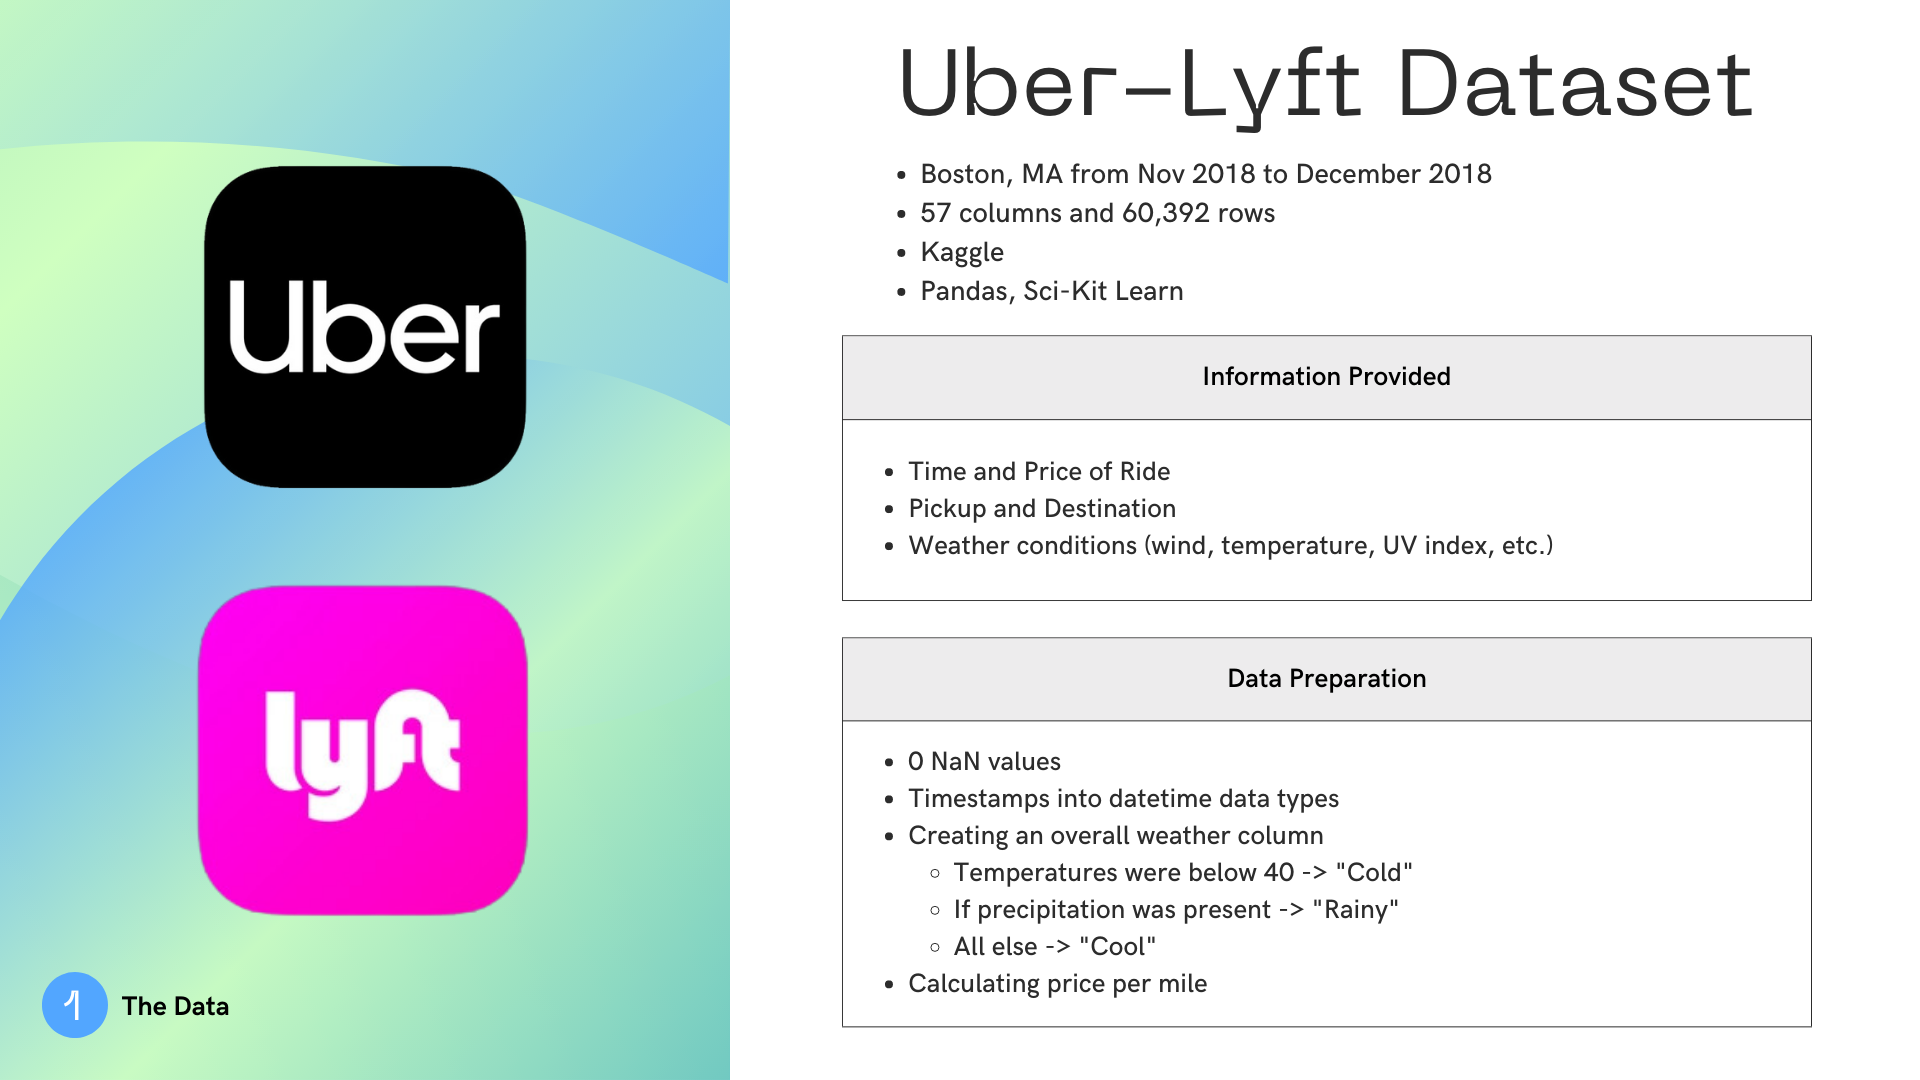 Uber-Lyft Dataset
Boston, MA from Nov 2018 to December 2018
57 columns and 60,392 rows
Kaggle
Pandas, Sci-Kit Learn
Information Provided
Time and Price of Ride
Pickup and Destination
Weather conditions (wind, temperature, UV index, etc.)
Data Preparation
0 NaN values
Timestamps into datetime data types
Creating an overall weather column
Temperatures were below 40 -> "Cold"
If precipitation was present -> "Rainy"
All else -> "Cool"
Calculating price per mile
Uber
lyft
1 The Data